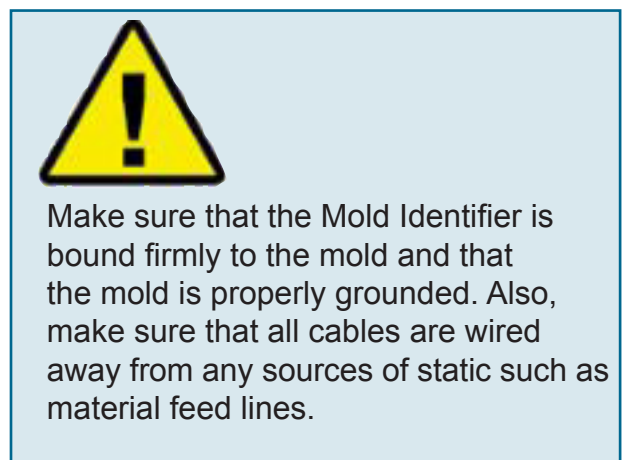 Make sure that the Mold Identifier is
bound firmly to the mold and that
the mold is properly grounded. Also,
make sure that all cables are wired
away from any sources of static such as
material feed lines.